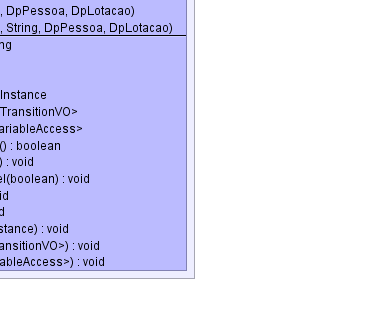 , DpPessoa, DpLotacao)
, String, DpPessoa, DpLotacao)
ng
Instance
TransitionVO>
ariableAccess>
() : boolean
) : void
el(boolean) : void
id
d
stance) : void
ansitionVO>) : void
ableAccess>) : void